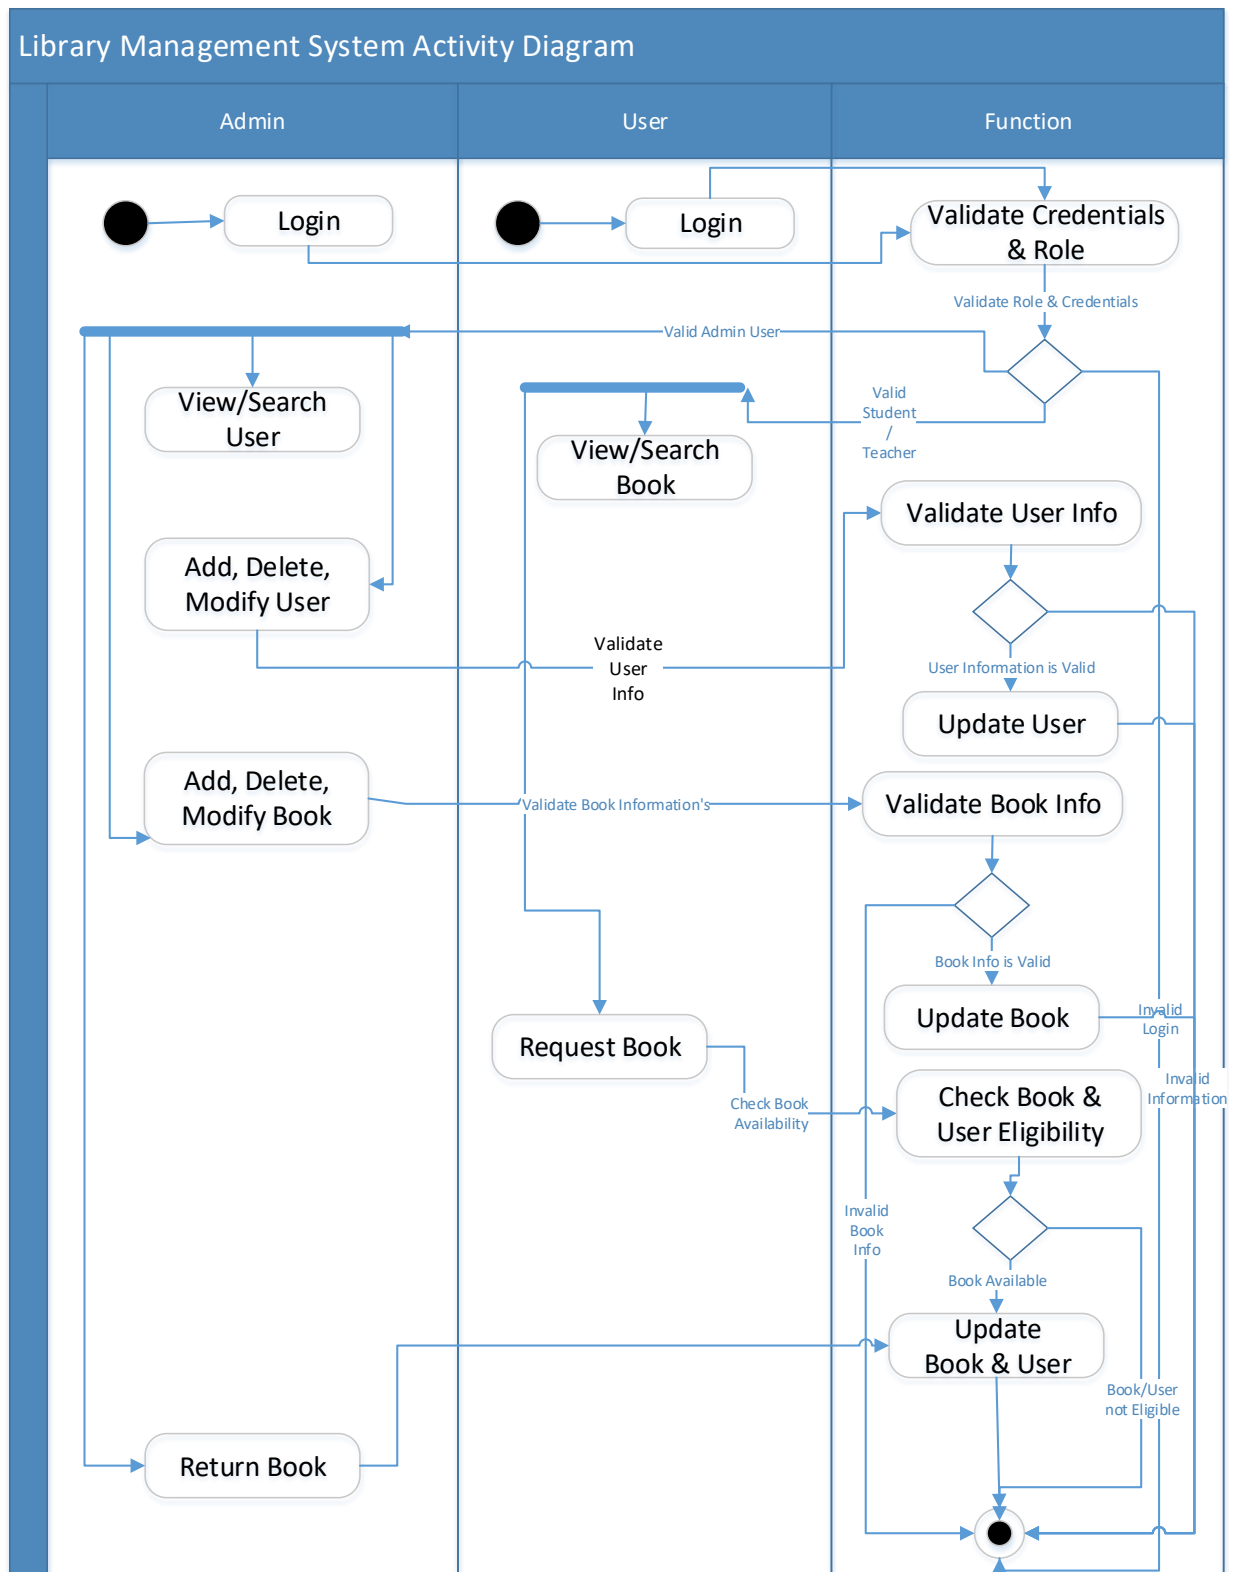 Library Management System Activity Diagram
Admin
User
Function
Login
Login
Validate Credentials
& Role
Validate Role & Credentials
Valid Admin User
View/Search
User
Valid
Student
/
Teacher
View/Search
Book
Validate User Info
Add, Delete,
Modify User
Validate
User
Info
User Information is Valid
Update User
Add, Delete,
Modify Book
Validate Book Information's
Validate Book Info
Book Info is Valid
Update Book
Invalid
Login
Request Book
Check Book
Availability
Check Book &
User Eligibility
Invalid
Information
Invalid
Book
Info
Book Available
Update
Book & User
Book/User
not Eligible
Return Book